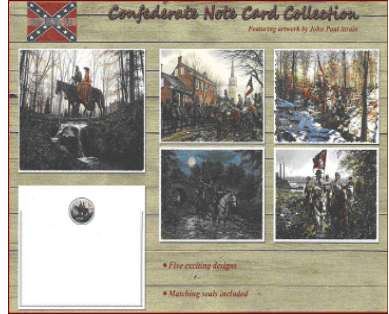 Confederate Note Card Collection
Featuring artwork by John Paul Strain
* Five exciting designs
* Matching seals included